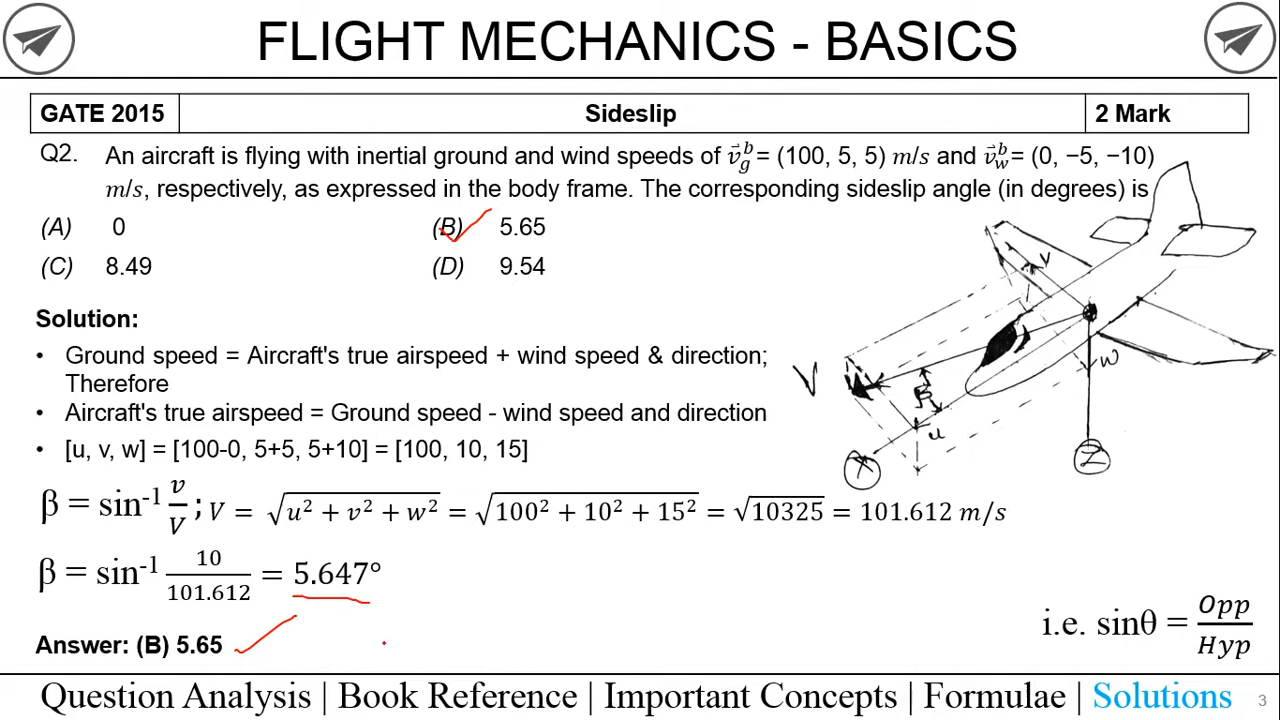 FLIGHT MECHANICS - BASICS
GATE 2015 Sideslip 2 Mark
Q2. An aircraft is flying with inertial ground and wind speeds of v⃗_g^b = (100, 5, 5) m/s and v⃗_w^b = (0, −5, −10)
m/s, respectively, as expressed in the body frame. The corresponding sideslip angle (in degrees) is
(A) 0 (B) 5.65
(C) 8.49 (D) 9.54
Solution:
• Ground speed = Aircraft's true airspeed + wind speed & direction;
Therefore
• Aircraft's true airspeed = Ground speed - wind speed and direction
• [u, v, w] = [100-0, 5+5, 5+10] = [100, 10, 15]
β = sin⁻¹ v/V ; V = √(u² + v² + w²) = √(100² + 10² + 15²) = √10325 = 101.612 m/s
β = sin⁻¹ 10/101.612 = 5.647°
Answer: (B) 5.65
V
v
w
β
u
X
Z
i.e. sinθ = Opp/Hyp
Question Analysis | Book Reference | Important Concepts | Formulae | Solutions 3